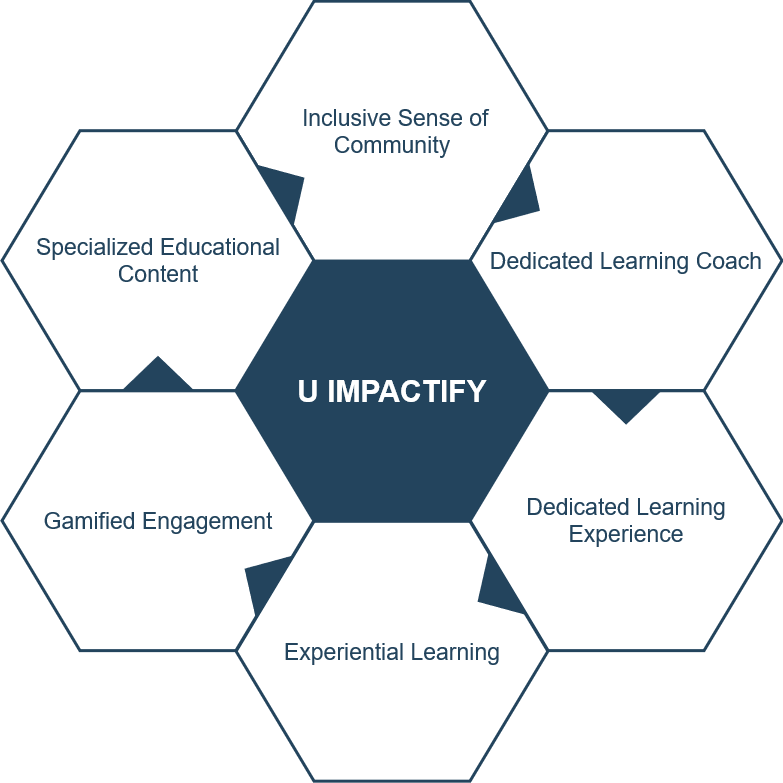 Inclusive Sense of
Community
Specialized Educational
Content
Dedicated Learning Coach
U IMPACTIFY
Gamified Engagement
Dedicated Learning
Experience
Experiential Learning